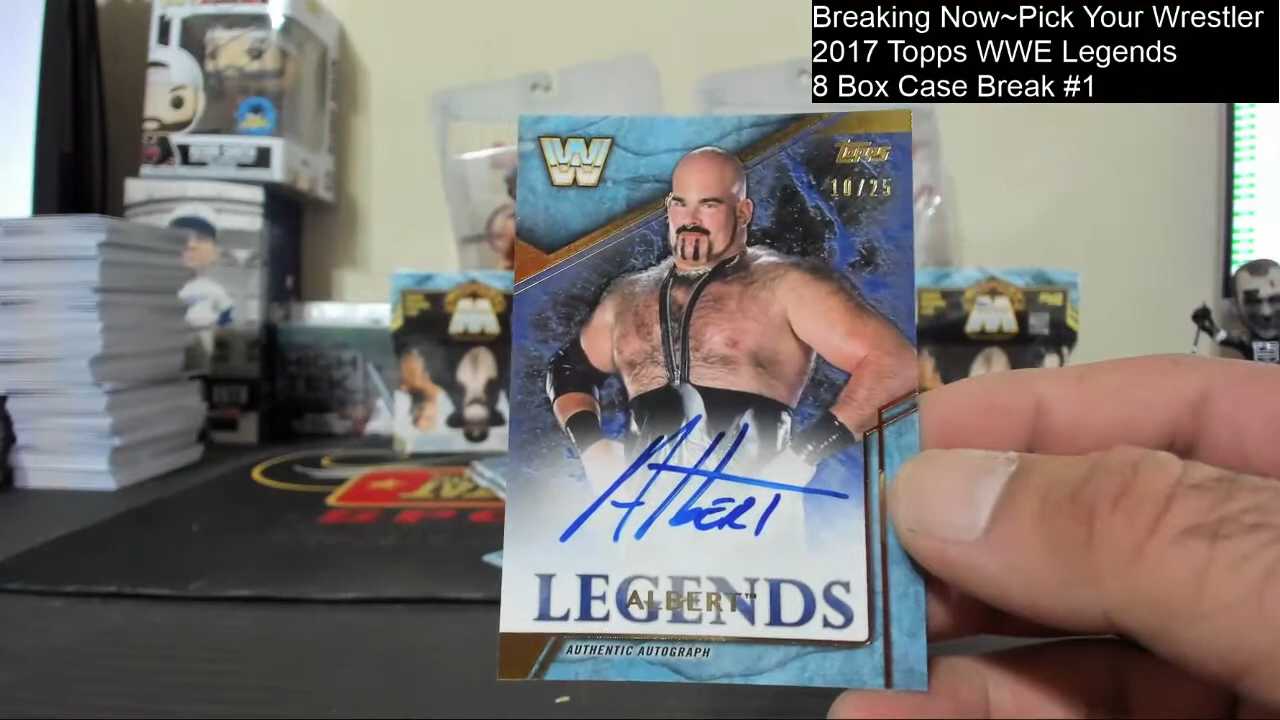 Breaking Now~Pick Your Wrestler
2017 Topps WWE Legends
8 Box Case Break #1
W
Topps
10/25
Albert
LEGENDS
ALBERT™
AUTHENTIC AUTOGRAPH